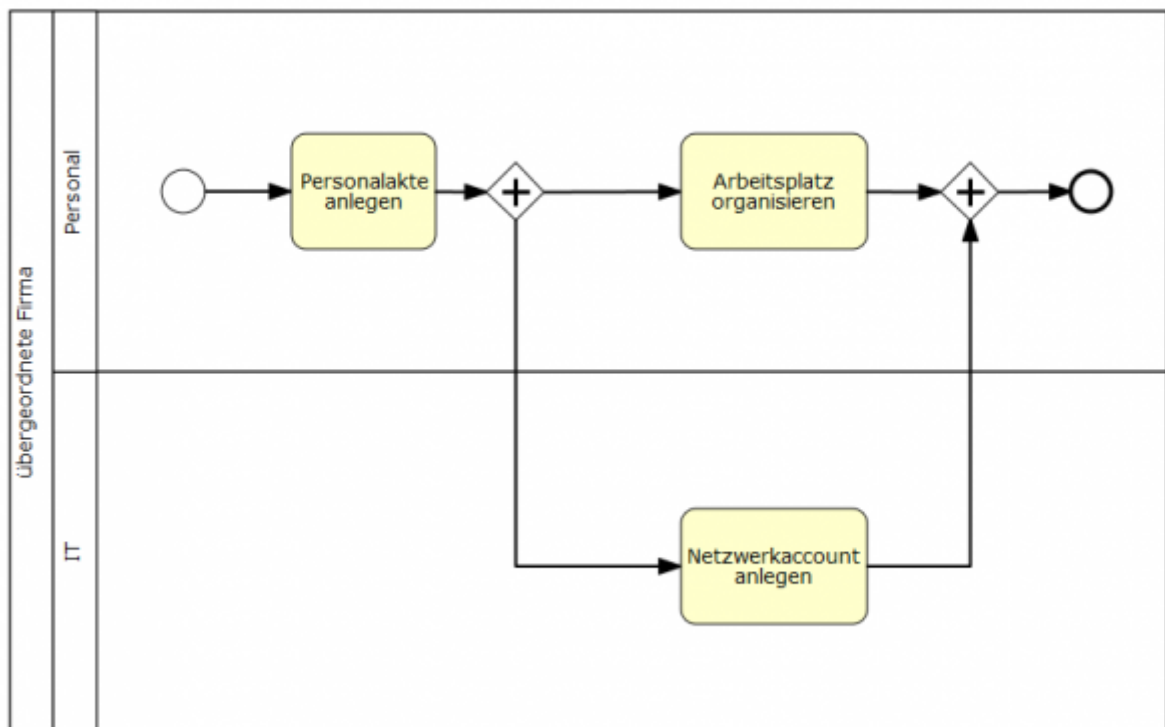 übergeordnete Firma
Personal
Personalakte
anlegen
Arbeitsplatz
organisieren
IT
Netzwerkaccount
anlegen